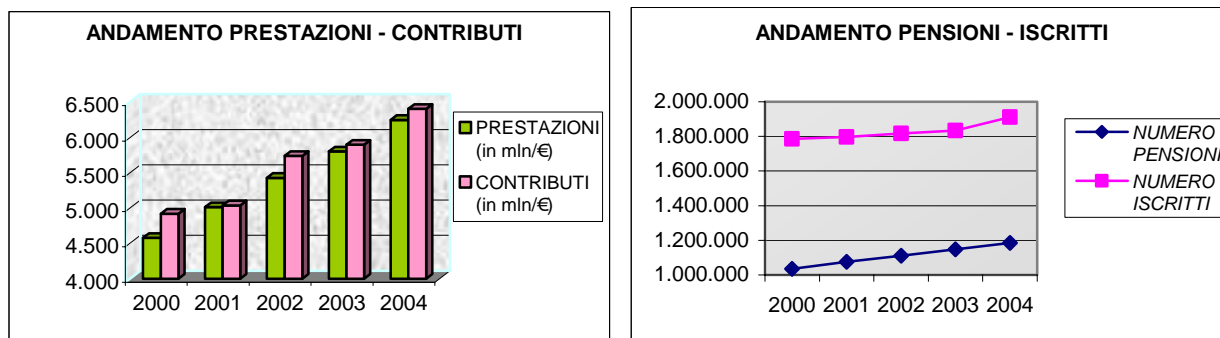 ANDAMENTO PRESTAZIONI - CONTRIBUTI
6.500
6.000
5.500
5.000
4.500
4.000
2000 2001 2002 2003 2004
PRESTAZIONI
(in mln/€)
CONTRIBUTI
(in mln/€)
ANDAMENTO PENSIONI - ISCRITTI
2.000.000
1.800.000
1.600.000
1.400.000
1.200.000
1.000.000
2000 2001 2002 2003 2004
NUMERO
PENSIONI
NUMERO
ISCRITTI